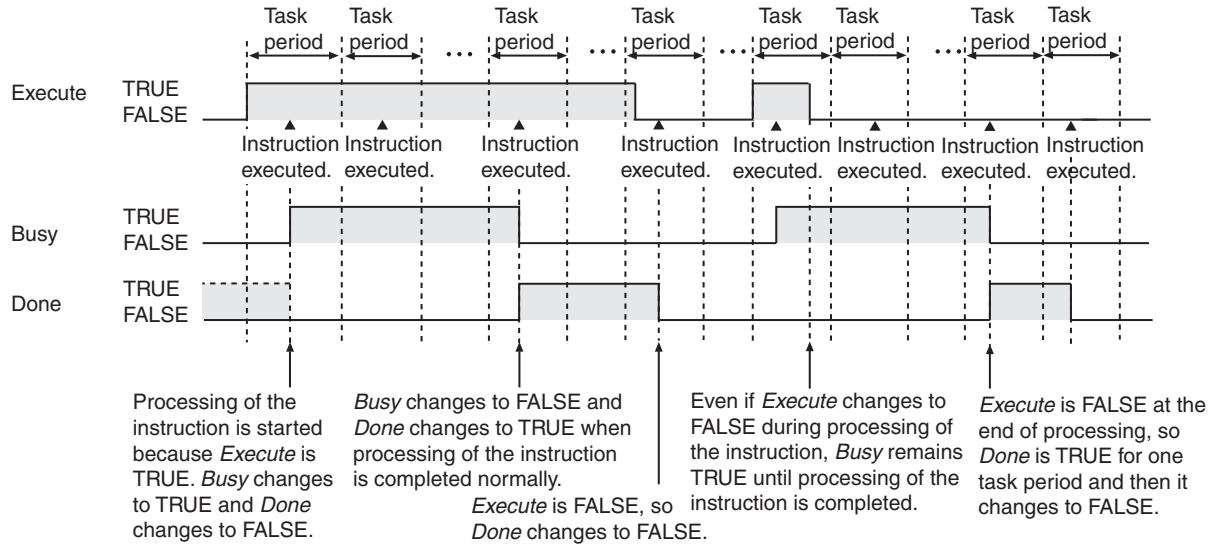 Task period
Task period
Task period
Task period
Task period
Task period
Task period
Task period
Execute
TRUE
FALSE
Instruction executed.
Instruction executed.
Instruction executed.
Instruction executed.
Instruction executed.
Instruction executed.
Instruction executed.
Instruction executed.
Busy
TRUE
FALSE
Done
TRUE
FALSE
Processing of the
instruction is started
because Execute is
TRUE. Busy changes
to TRUE and Done
changes to FALSE.
Busy changes to FALSE and
Done changes to TRUE when
processing of the instruction
is completed normally.
Execute is FALSE, so
Done changes to FALSE.
Even if Execute changes to
FALSE during processing of
the instruction, Busy remains
TRUE until processing of the
instruction is completed.
Execute is FALSE at the
end of processing, so
Done is TRUE for one
task period and then it
changes to FALSE.